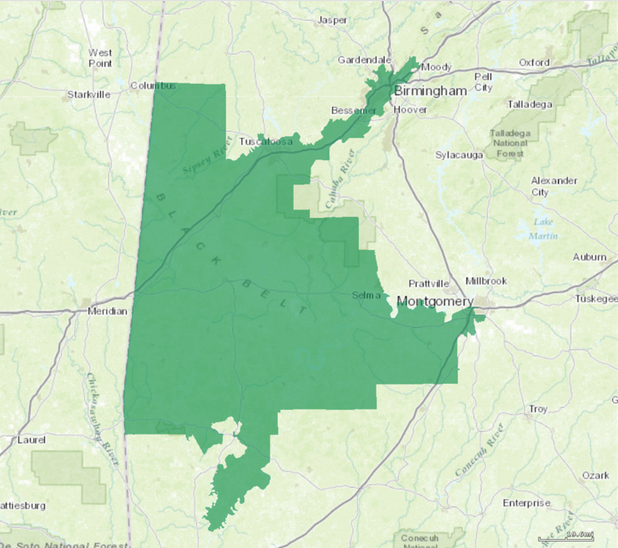 Jasper
Sa
West
Point
Gardendale
Moody
Oxford
Columbus
Starkville
Birmingham
Pell
City
Bessemer
Hoover
Talladega
Tuscaloosa
Sipsey River
Talladega
National
Forest
Sylacauga
Cahaba River
Alexander
City
BLACK BELT
Lake
Martin
Auburn
Selma
Prattville
Millbrook
Montgomery
Tuskegee
Meridian
Chickasawhay River
Troy
Laurel
Conecuh River
Ozark
Enterprise
attiesburg
De Soto National Forest
Conecuh
National